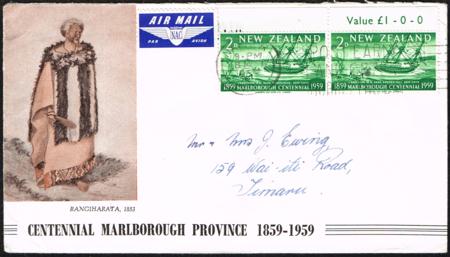 AIR MAIL
NAC
PAR AVION
Value £1 - 0 - 0
2D NEW ZEALAND
1859 MARLBOROUGH CENTENNIAL 1959
2D NEW ZEALAND
1859 MARLBOROUGH CENTENNIAL 1959
Mr & Mrs J. Ewing
159 Wai-iti Road,
Timaru.
RANGIHARATA, 1853
CENTENNIAL MARLBOROUGH PROVINCE 1859-1959